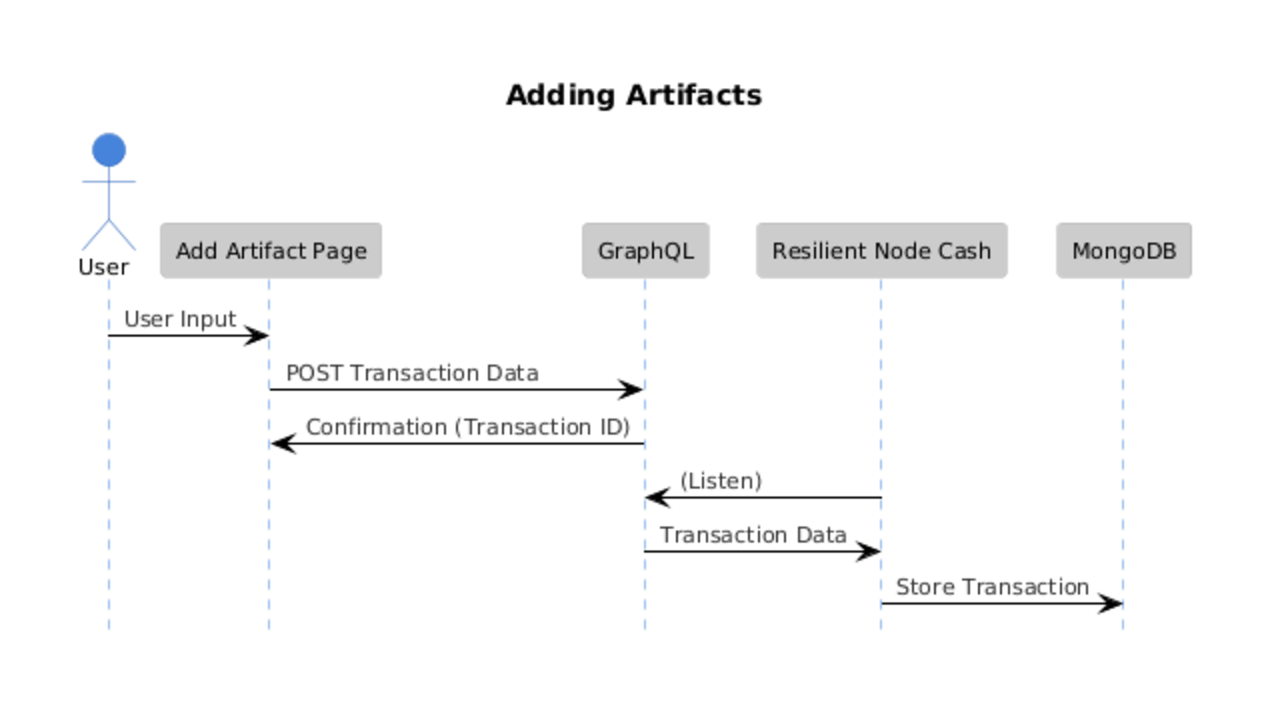 Adding Artifacts
User
Add Artifact Page
GraphQL
Resilient Node Cash
MongoDB
User Input
POST Transaction Data
Confirmation (Transaction ID)
(Listen)
Transaction Data
Store Transaction